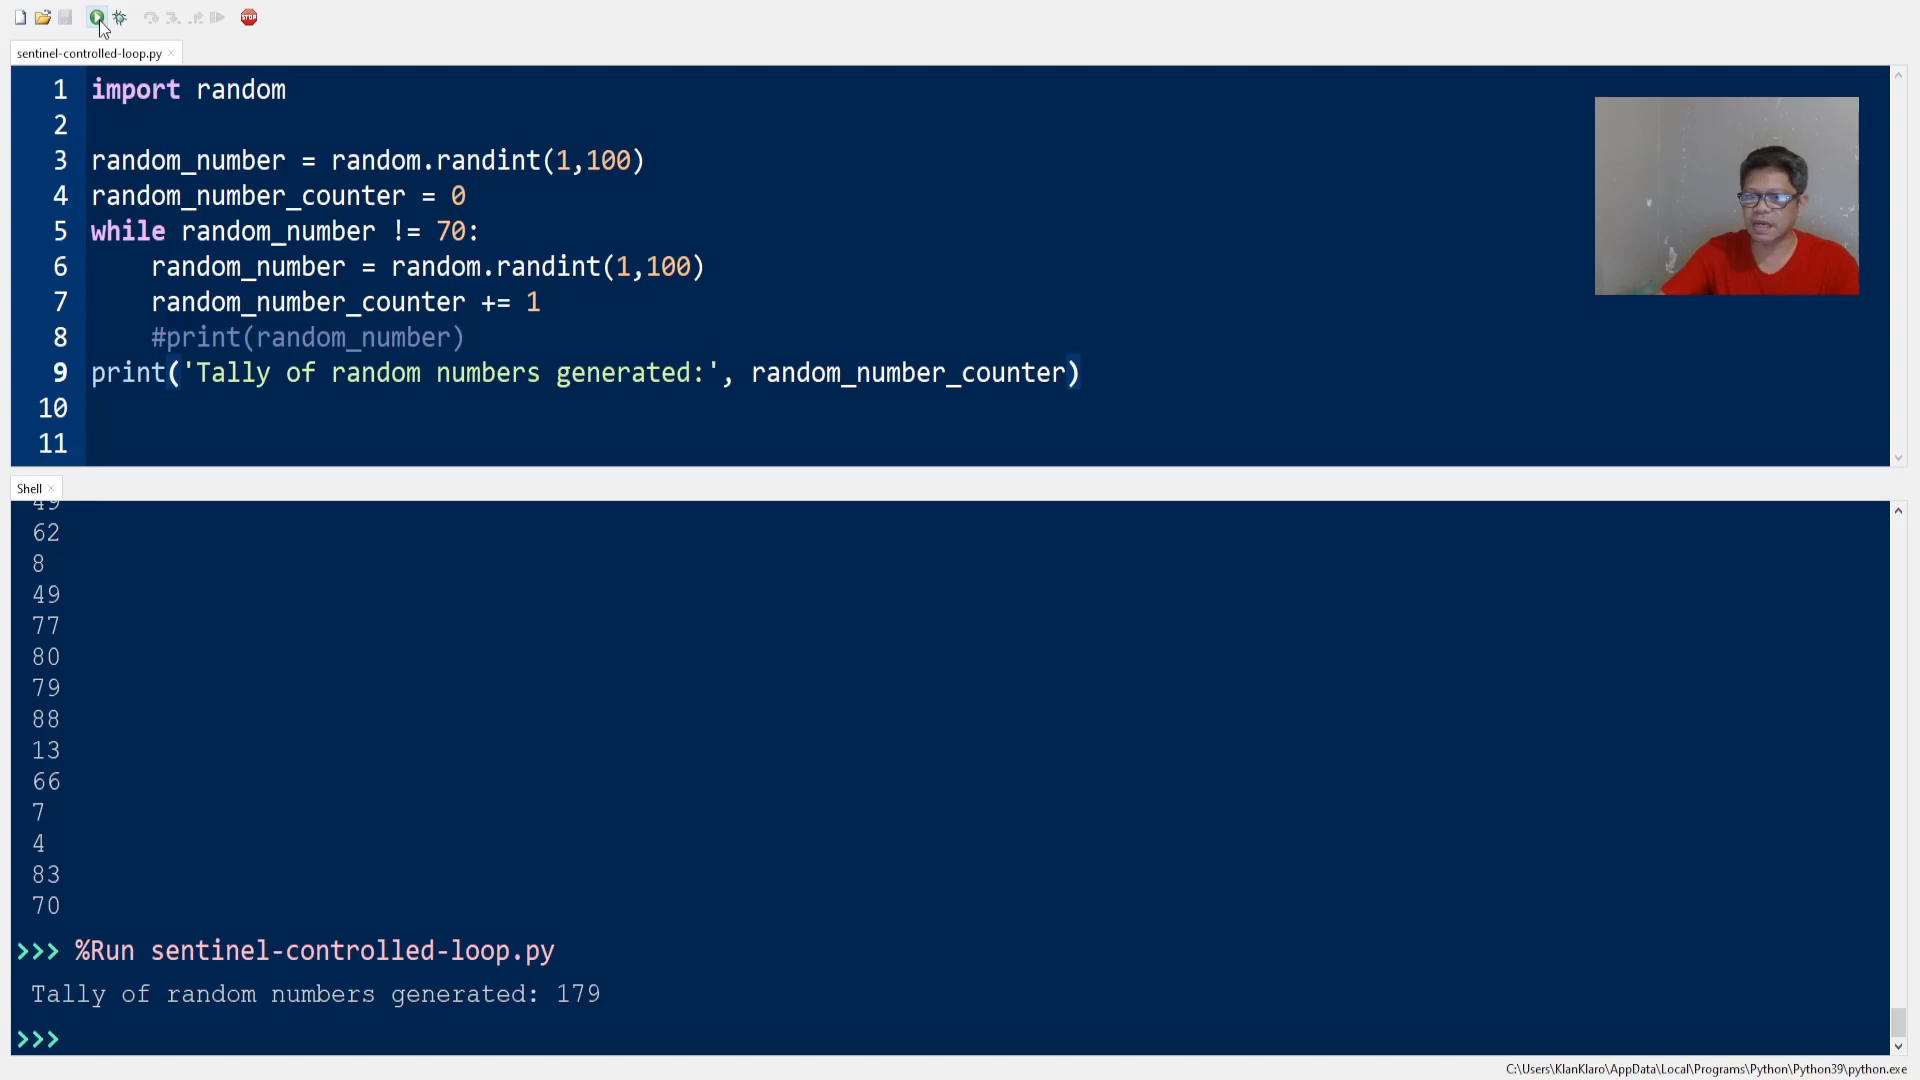 STOP
sentinel-controlled-loop.py ×
1 import random
2
3 random_number = random.randint(1,100)
4 random_number_counter = 0
5 while random_number != 70:
6     random_number = random.randint(1,100)
7     random_number_counter += 1
8     #print(random_number)
9 print('Tally of random numbers generated:', random_number_counter)
10
11
Shell ×
49
62
8
49
77
80
79
88
13
66
7
4
83
70
>>> %Run sentinel-controlled-loop.py
Tally of random numbers generated: 179
>>>
C:\Users\KlanKlaro\AppData\Local\Programs\Python\Python39\python.exe